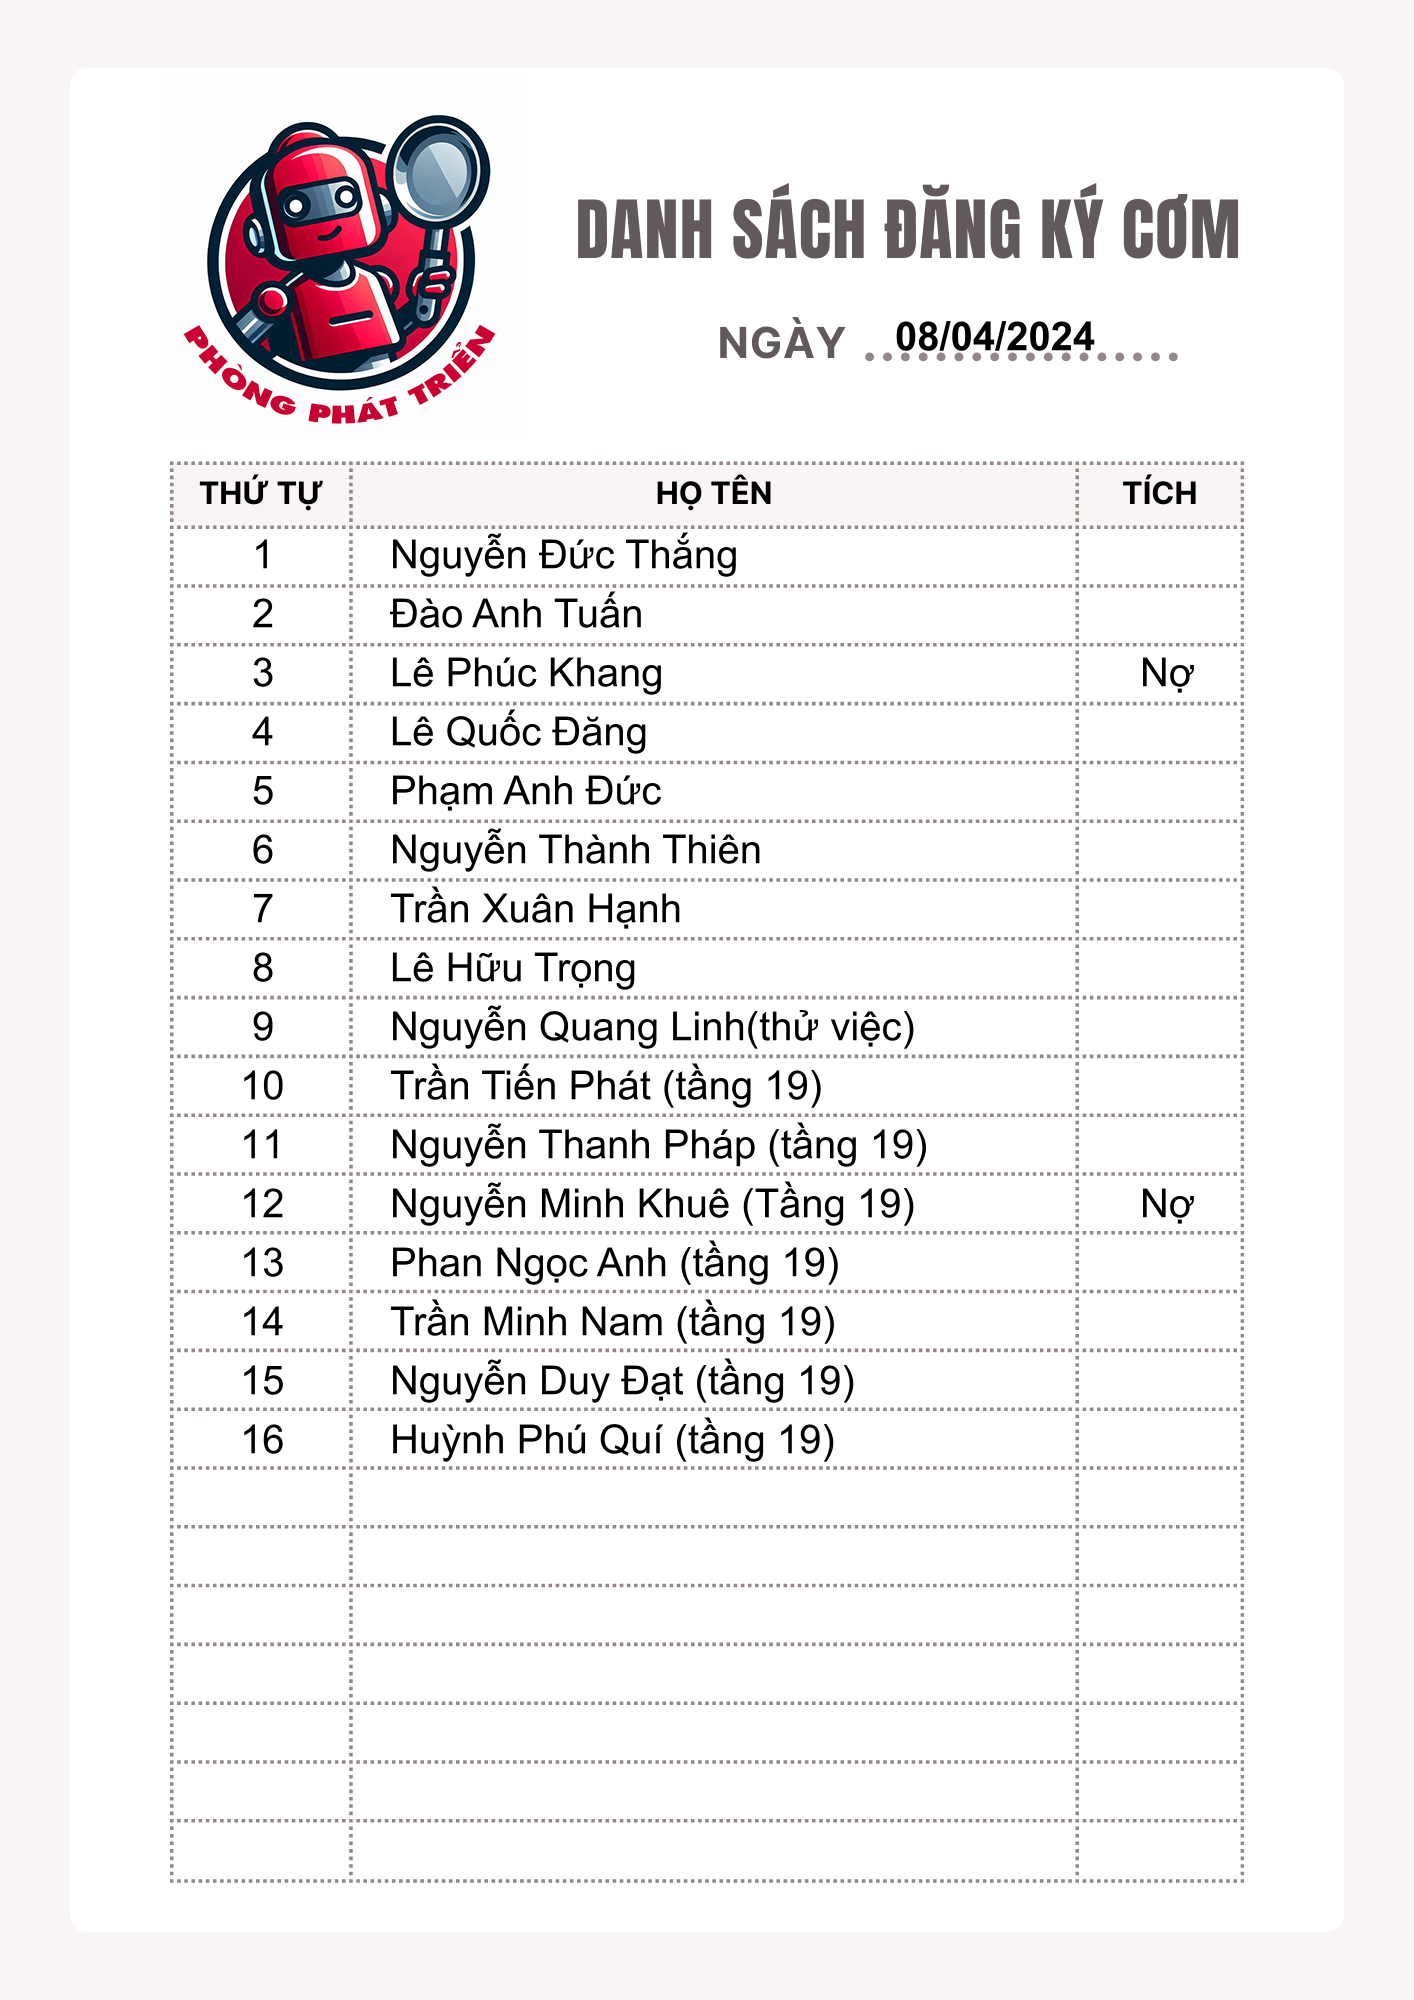 PHÒNG PHÁT TRIỂN
DANH SÁCH ĐĂNG KÝ CƠM
NGÀY 08/04/2024
THỨ TỰ HỌ TÊN TÍCH
1 Nguyễn Đức Thắng
2 Đào Anh Tuấn
3 Lê Phúc Khang Nợ
4 Lê Quốc Đăng
5 Phạm Anh Đức
6 Nguyễn Thành Thiên
7 Trần Xuân Hạnh
8 Lê Hữu Trọng
9 Nguyễn Quang Linh(thử việc)
10 Trần Tiến Phát (tầng 19)
11 Nguyễn Thanh Pháp (tầng 19)
12 Nguyễn Minh Khuê (Tầng 19) Nợ
13 Phan Ngọc Anh (tầng 19)
14 Trần Minh Nam (tầng 19)
15 Nguyễn Duy Đạt (tầng 19)
16 Huỳnh Phú Quí (tầng 19)